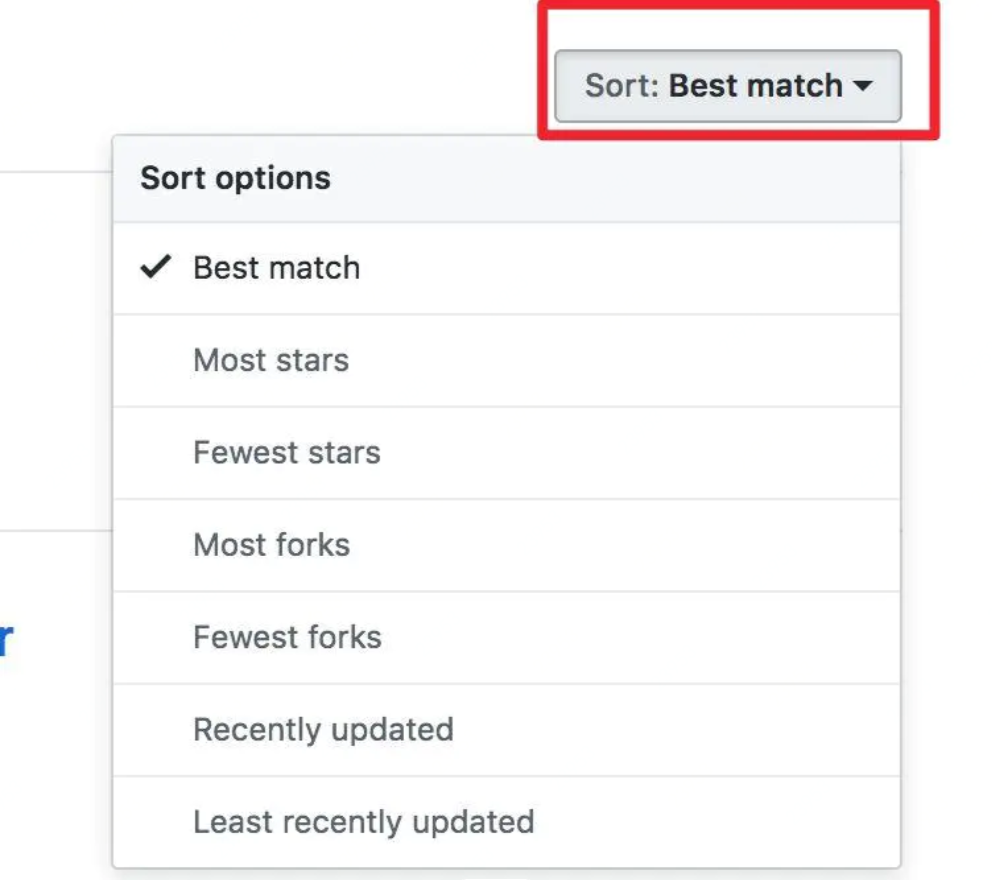 Sort: Best match
Sort options
Best match
Most stars
Fewest stars
Most forks
Fewest forks
r
Recently updated
Least recently updated